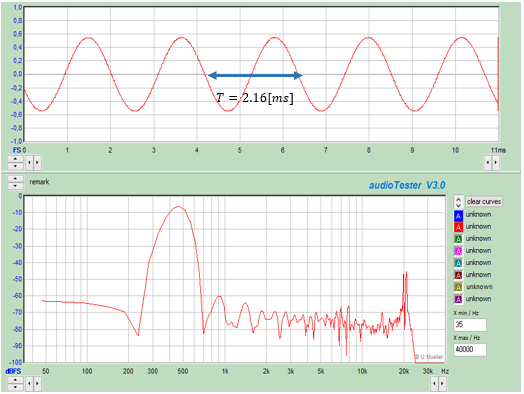 1,0
0,8
0,6
0,4
0,2
0,0
-0,2
-0,4
-0,6
-0,8
-1,0
T = 2.16[ms]
FS 0 1 2 3 4 5 6 7 8 9 10 11ms
remark
audioTester V3.0
0
-10
-20
-30
-40
-50
-60
-70
-80
-90
-100
clear curves
A unknown
A unknown
A unknown
A unknown
A unknown
A unknown
A unknown
A unknown
X min / Hz
35
X max / Hz
40000
© U.Mueller
dBFS 50 100 200 500 1k 2k 3k 5k 10k 20k 30k Hz